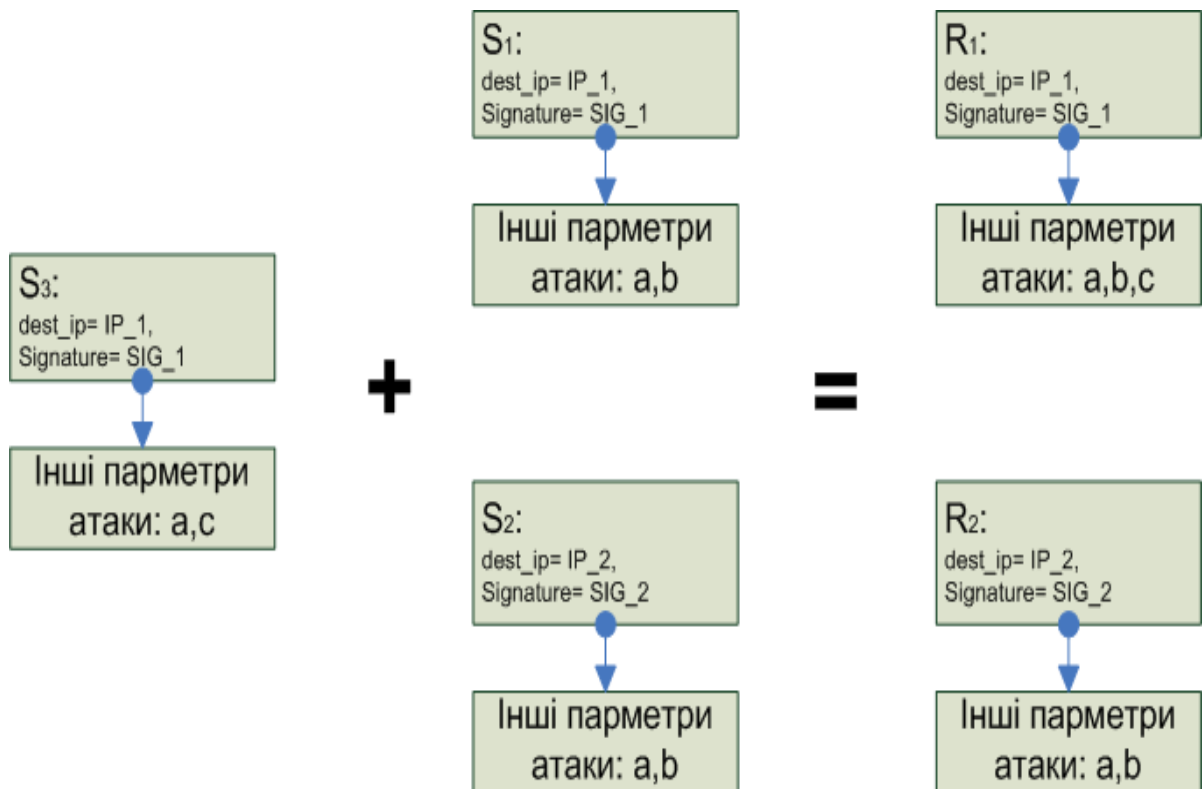 S3:
dest_ip= IP_1,
Signature= SIG_1
Інші парметри
атаки: a,c
+
S1:
dest_ip= IP_1,
Signature= SIG_1
Інші парметри
атаки: a,b
S2:
dest_ip= IP_2,
Signature= SIG_2
Інші парметри
атаки: a,b
=
R1:
dest_ip= IP_1,
Signature= SIG_1
Інші парметри
атаки: a,b,c
R2:
dest_ip= IP_2,
Signature= SIG_2
Інші парметри
атаки: a,b